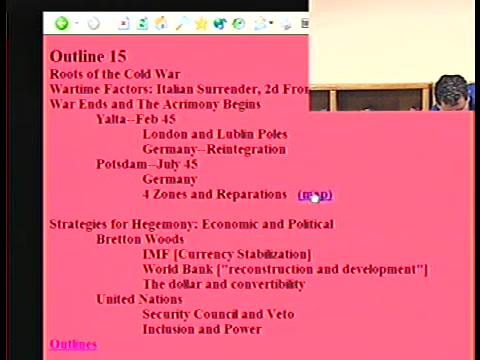 Outline 15
Roots of the Cold War
Wartime Factors: Italian Surrender, 2d Fron
War Ends and The Acrimony Begins
Yalta--Feb 45
London and Lublin Poles
Germany--Reintegration
Potsdam--July 45
Germany
4 Zones and Reparations (map)
Strategies for Hegemony: Economic and Political
Bretton Woods
IMF [Currency Stabilization]
World Bank ["reconstruction and development"]
The dollar and convertibility
United Nations
Security Council and Veto
Inclusion and Power
Outlines